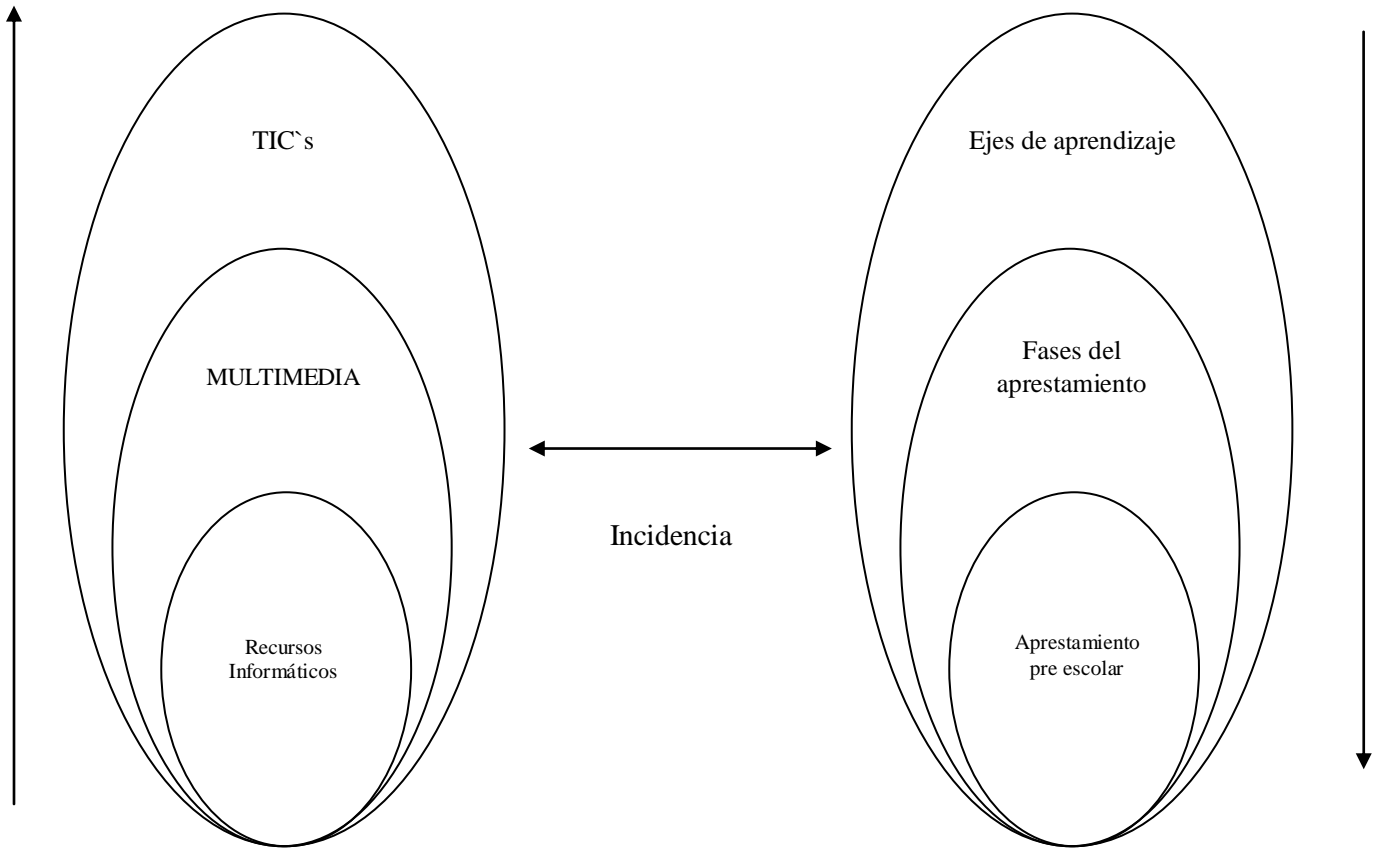 TIC`s
Ejes de aprendizaje
MULTIMEDIA
Fases del
aprestamiento
Incidencia
Recursos
Informáticos
Aprestamiento
pre escolar